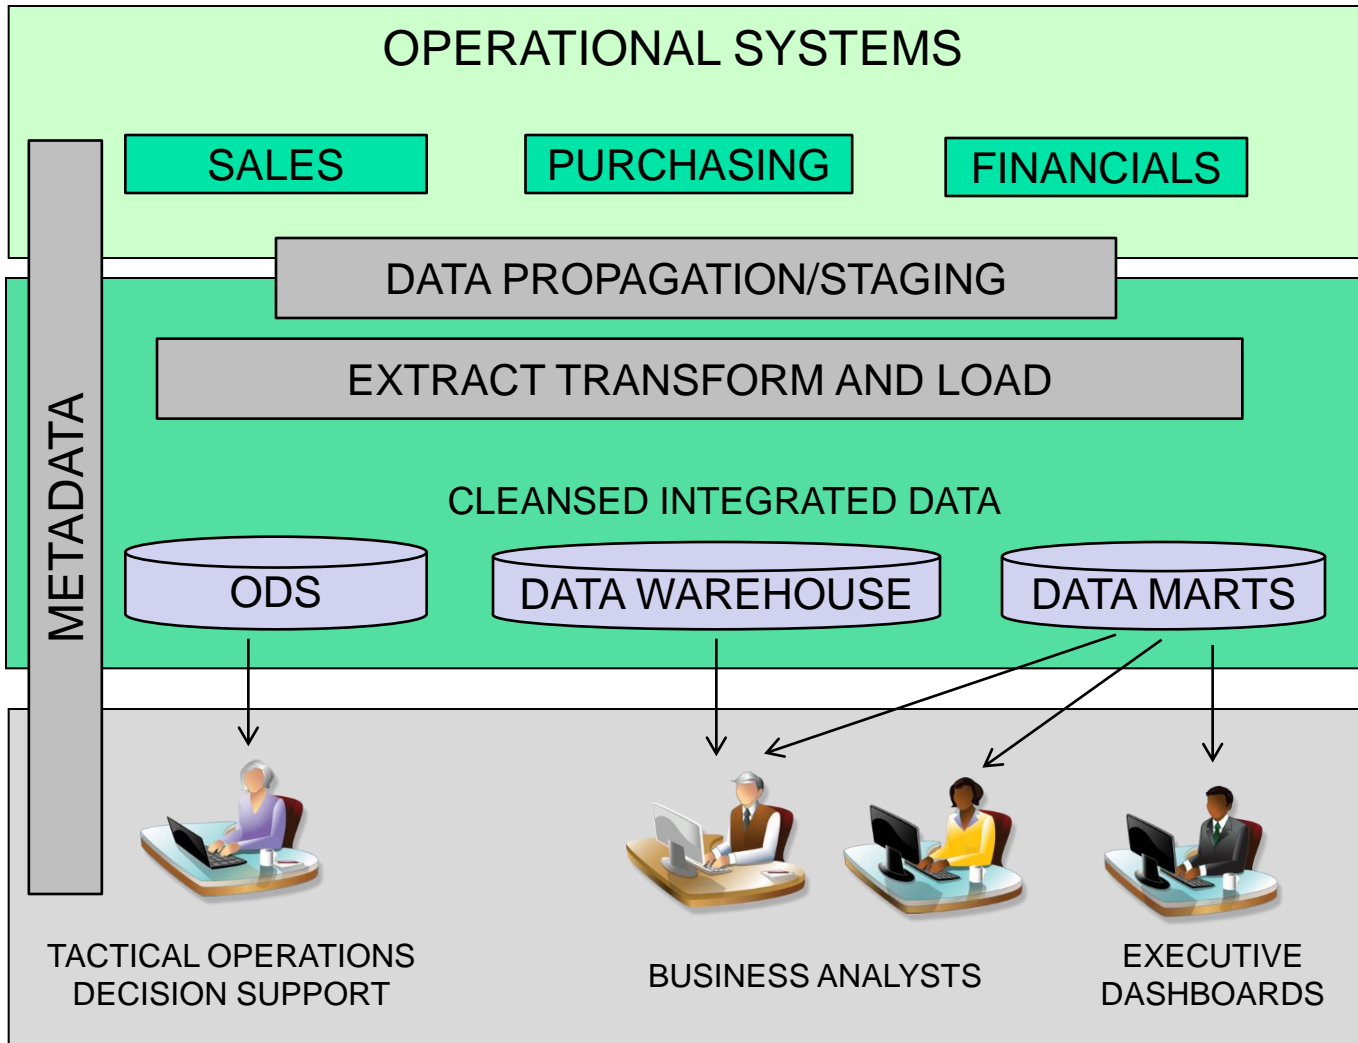 OPERATIONAL SYSTEMS
SALES
PURCHASING
FINANCIALS
DATA PROPAGATION/STAGING
EXTRACT TRANSFORM AND LOAD
METADATA
CLEANSED INTEGRATED DATA
ODS
DATA WAREHOUSE
DATA MARTS
TACTICAL OPERATIONS
DECISION SUPPORT
BUSINESS ANALYSTS
EXECUTIVE
DASHBOARDS